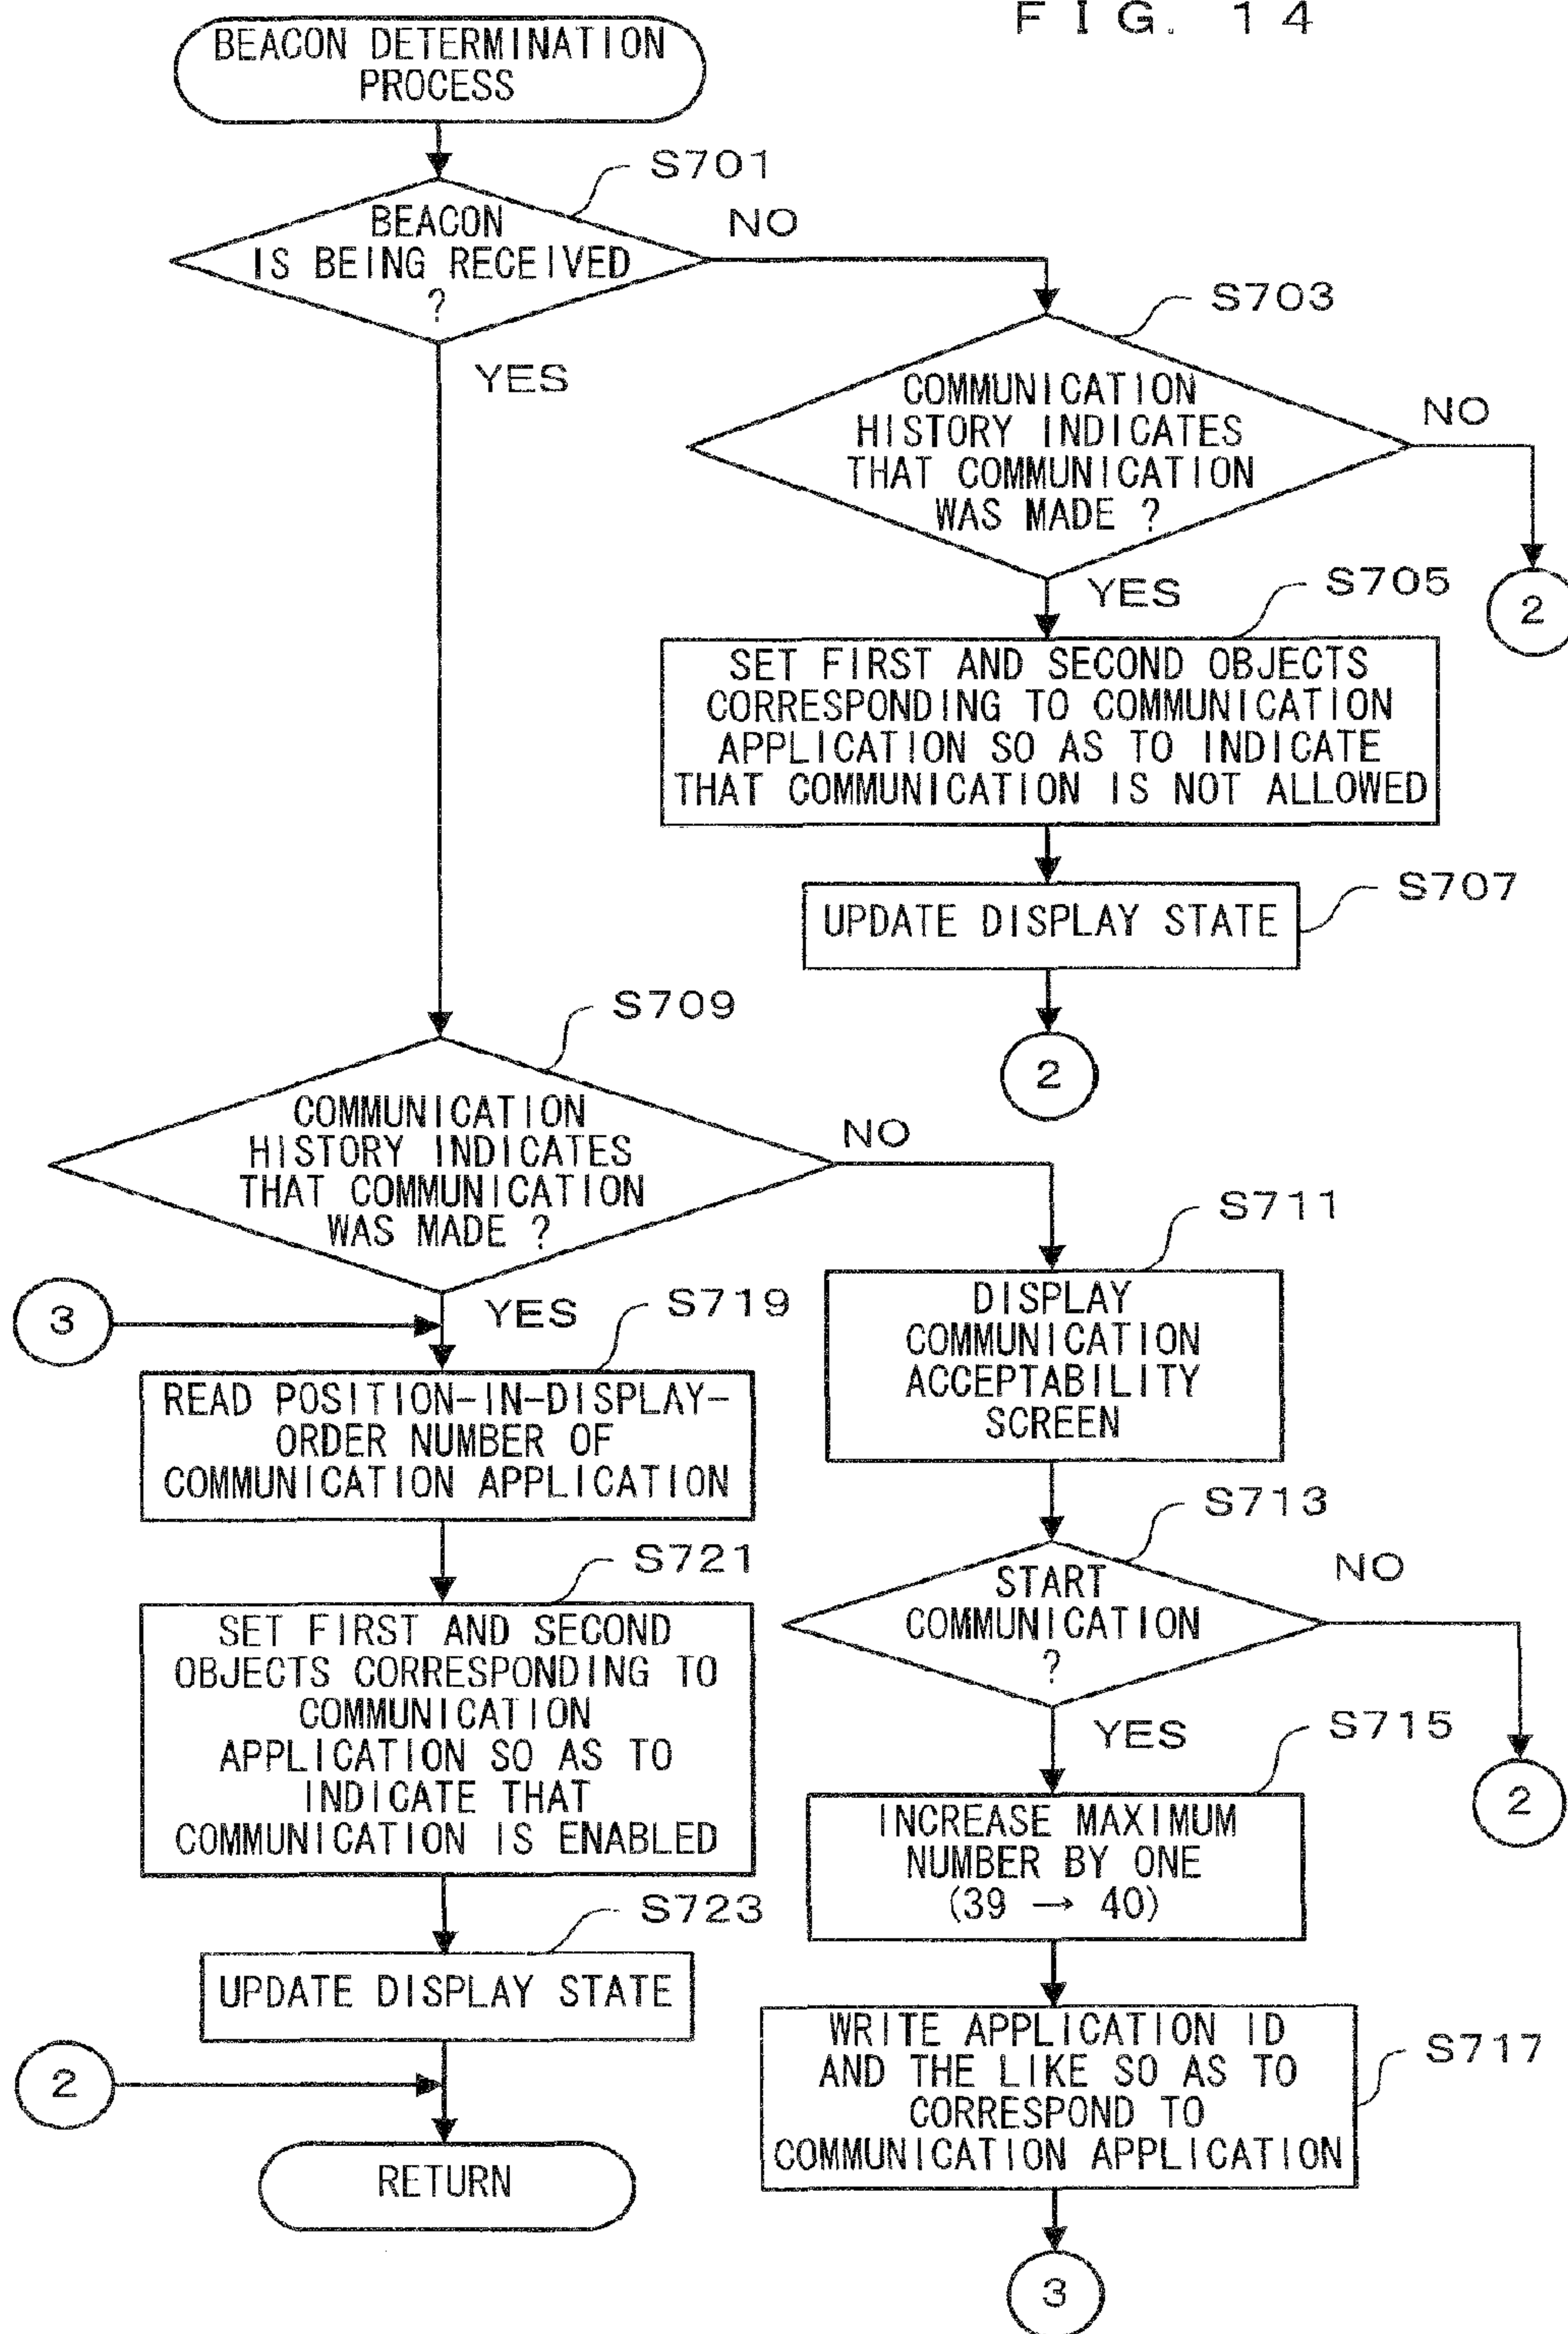 FIG. 14
BEACON DETERMINATION
PROCESS
S701
BEACON
IS BEING RECEIVED
?
NO
YES
S703
COMMUNICATION
HISTORY INDICATES
THAT COMMUNICATION
WAS MADE ?
NO
2
YES
S705
SET FIRST AND SECOND OBJECTS
CORRESPONDING TO COMMUNICATION
APPLICATION SO AS TO INDICATE
THAT COMMUNICATION IS NOT ALLOWED
S707
UPDATE DISPLAY STATE
2
S709
COMMUNICATION
HISTORY INDICATES
THAT COMMUNICATION
WAS MADE ?
NO
YES
S711
DISPLAY
COMMUNICATION
ACCEPTABILITY
SCREEN
S713
START
COMMUNICATION
?
NO
2
YES
S715
INCREASE MAXIMUM
NUMBER BY ONE
(39 → 40)
S717
WRITE APPLICATION ID
AND THE LIKE SO AS TO
CORRESPOND TO
COMMUNICATION APPLICATION
3
3
S719
READ POSITION-IN-DISPLAY-
ORDER NUMBER OF
COMMUNICATION APPLICATION
S721
SET FIRST AND SECOND
OBJECTS CORRESPONDING TO
COMMUNICATION
APPLICATION SO AS TO
INDICATE THAT
COMMUNICATION IS ENABLED
S723
UPDATE DISPLAY STATE
2
RETURN